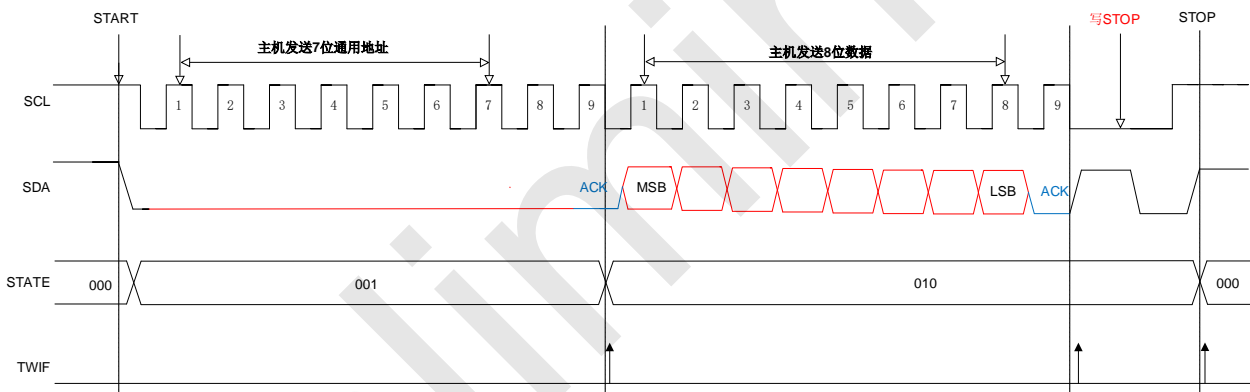 START
写STOP
STOP
主机发送7位通用地址
主机发送8位数据
SCL
1 2 3 4 5 6 7 8 9 1 2 3 4 5 6 7 8 9
SDA
ACK MSB LSB ACK
STATE
000 001 010 000
TWIF
limin